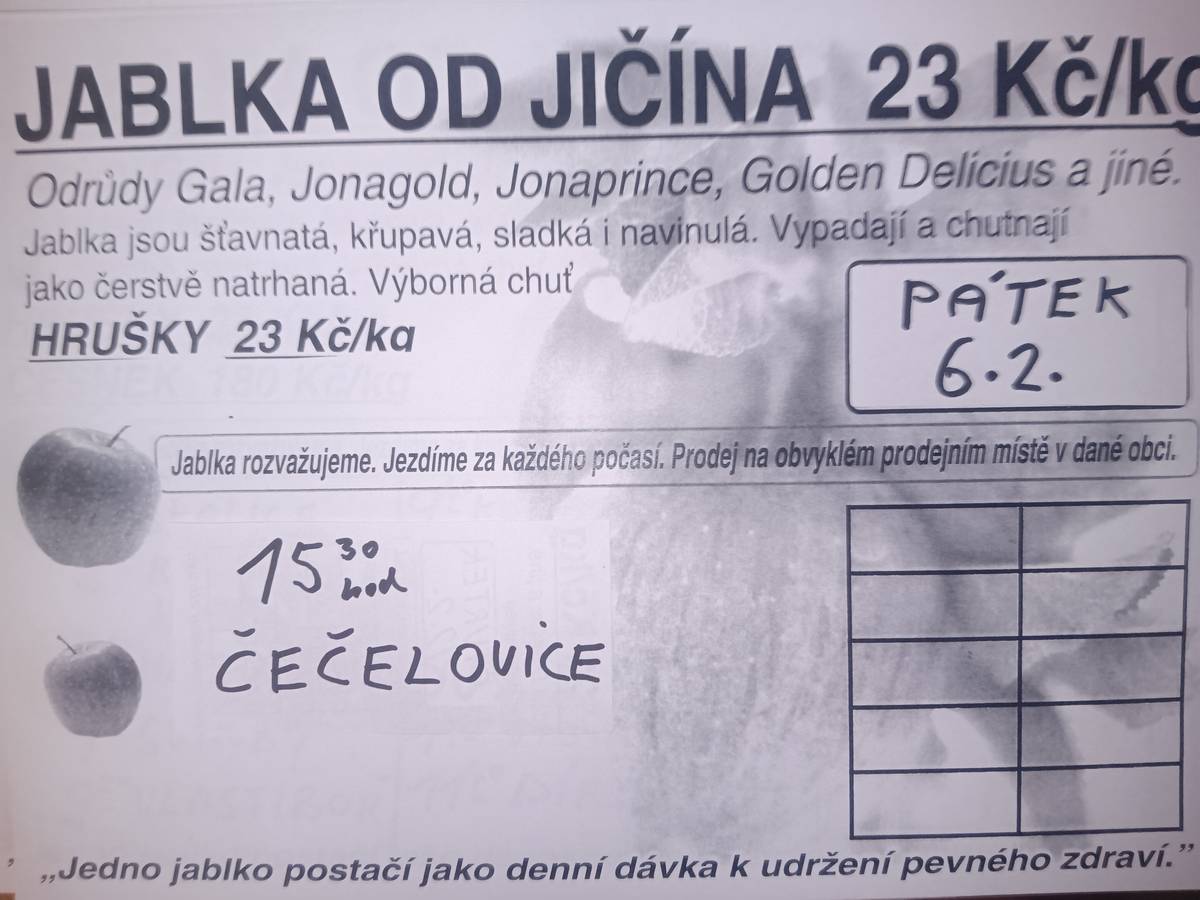 JABLKA OD JIČÍNA 23 Kč/kg
Odrůdy Gala, Jonagold, Jonaprince, Golden Delicius a jiné.
Jablka jsou šťavnatá, křupavá, sladká i navinulá. Vypadají a chutnají
jako čerstvě natrhaná. Výborná chuť
HRUŠKY 23 Kč/kg
PÁTEK
6.2.
Jablka rozvažujeme. Jezdíme za každého počasí. Prodej na obvyklém prodejním místě v dané obci.
15 30 hod
ČEČELOVICE
„Jedno jablko postačí jako denní dávka k udržení pevného zdraví.”